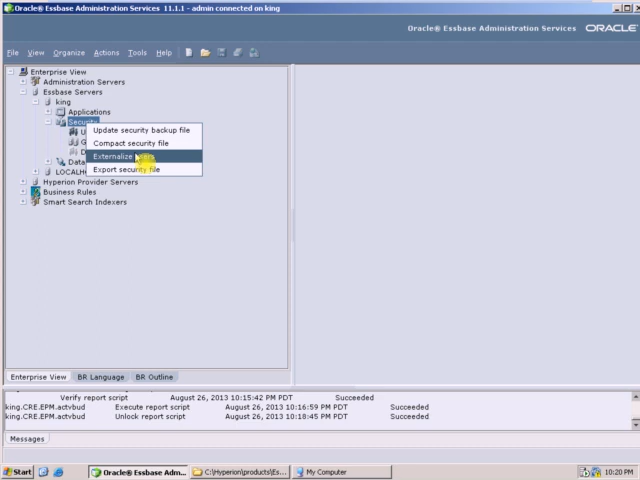 Oracle® Essbase Administration Services 11.1.1 - admin connected on king
Oracle® Essbase Administration Services ORACLE
File View Organize Actions Tools Help
Enterprise View
Administration Servers
Essbase Servers
king
Applications
Security
Update security backup file
Compact security file
Externalize users
Export security file
U
G
D
Data
LOCALH
Hyperion Provider Servers
Business Rules
Smart Search Indexers
Enterprise View BR Language BR Outline
Verify report script August 26, 2013 10:15:42 PM PDT Succeeded
king.CRE.EPM.actvbud Execute report script August 26, 2013 10:16:59 PM PDT Succeeded
king.CRE.EPM.actvbud Unlock report script August 26, 2013 10:18:45 PM PDT Succeeded
Messages
Start Oracle® Essbase Adm... C:\Hyperion\products\Es... My Computer 10:20 PM